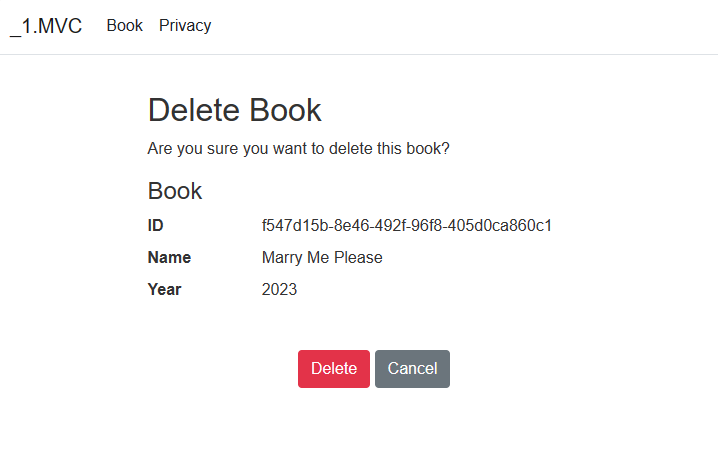 _1.MVC Book Privacy
Delete Book
Are you sure you want to delete this book?
Book
ID f547d15b-8e46-492f-96f8-405d0ca860c1
Name Marry Me Please
Year 2023
Delete Cancel